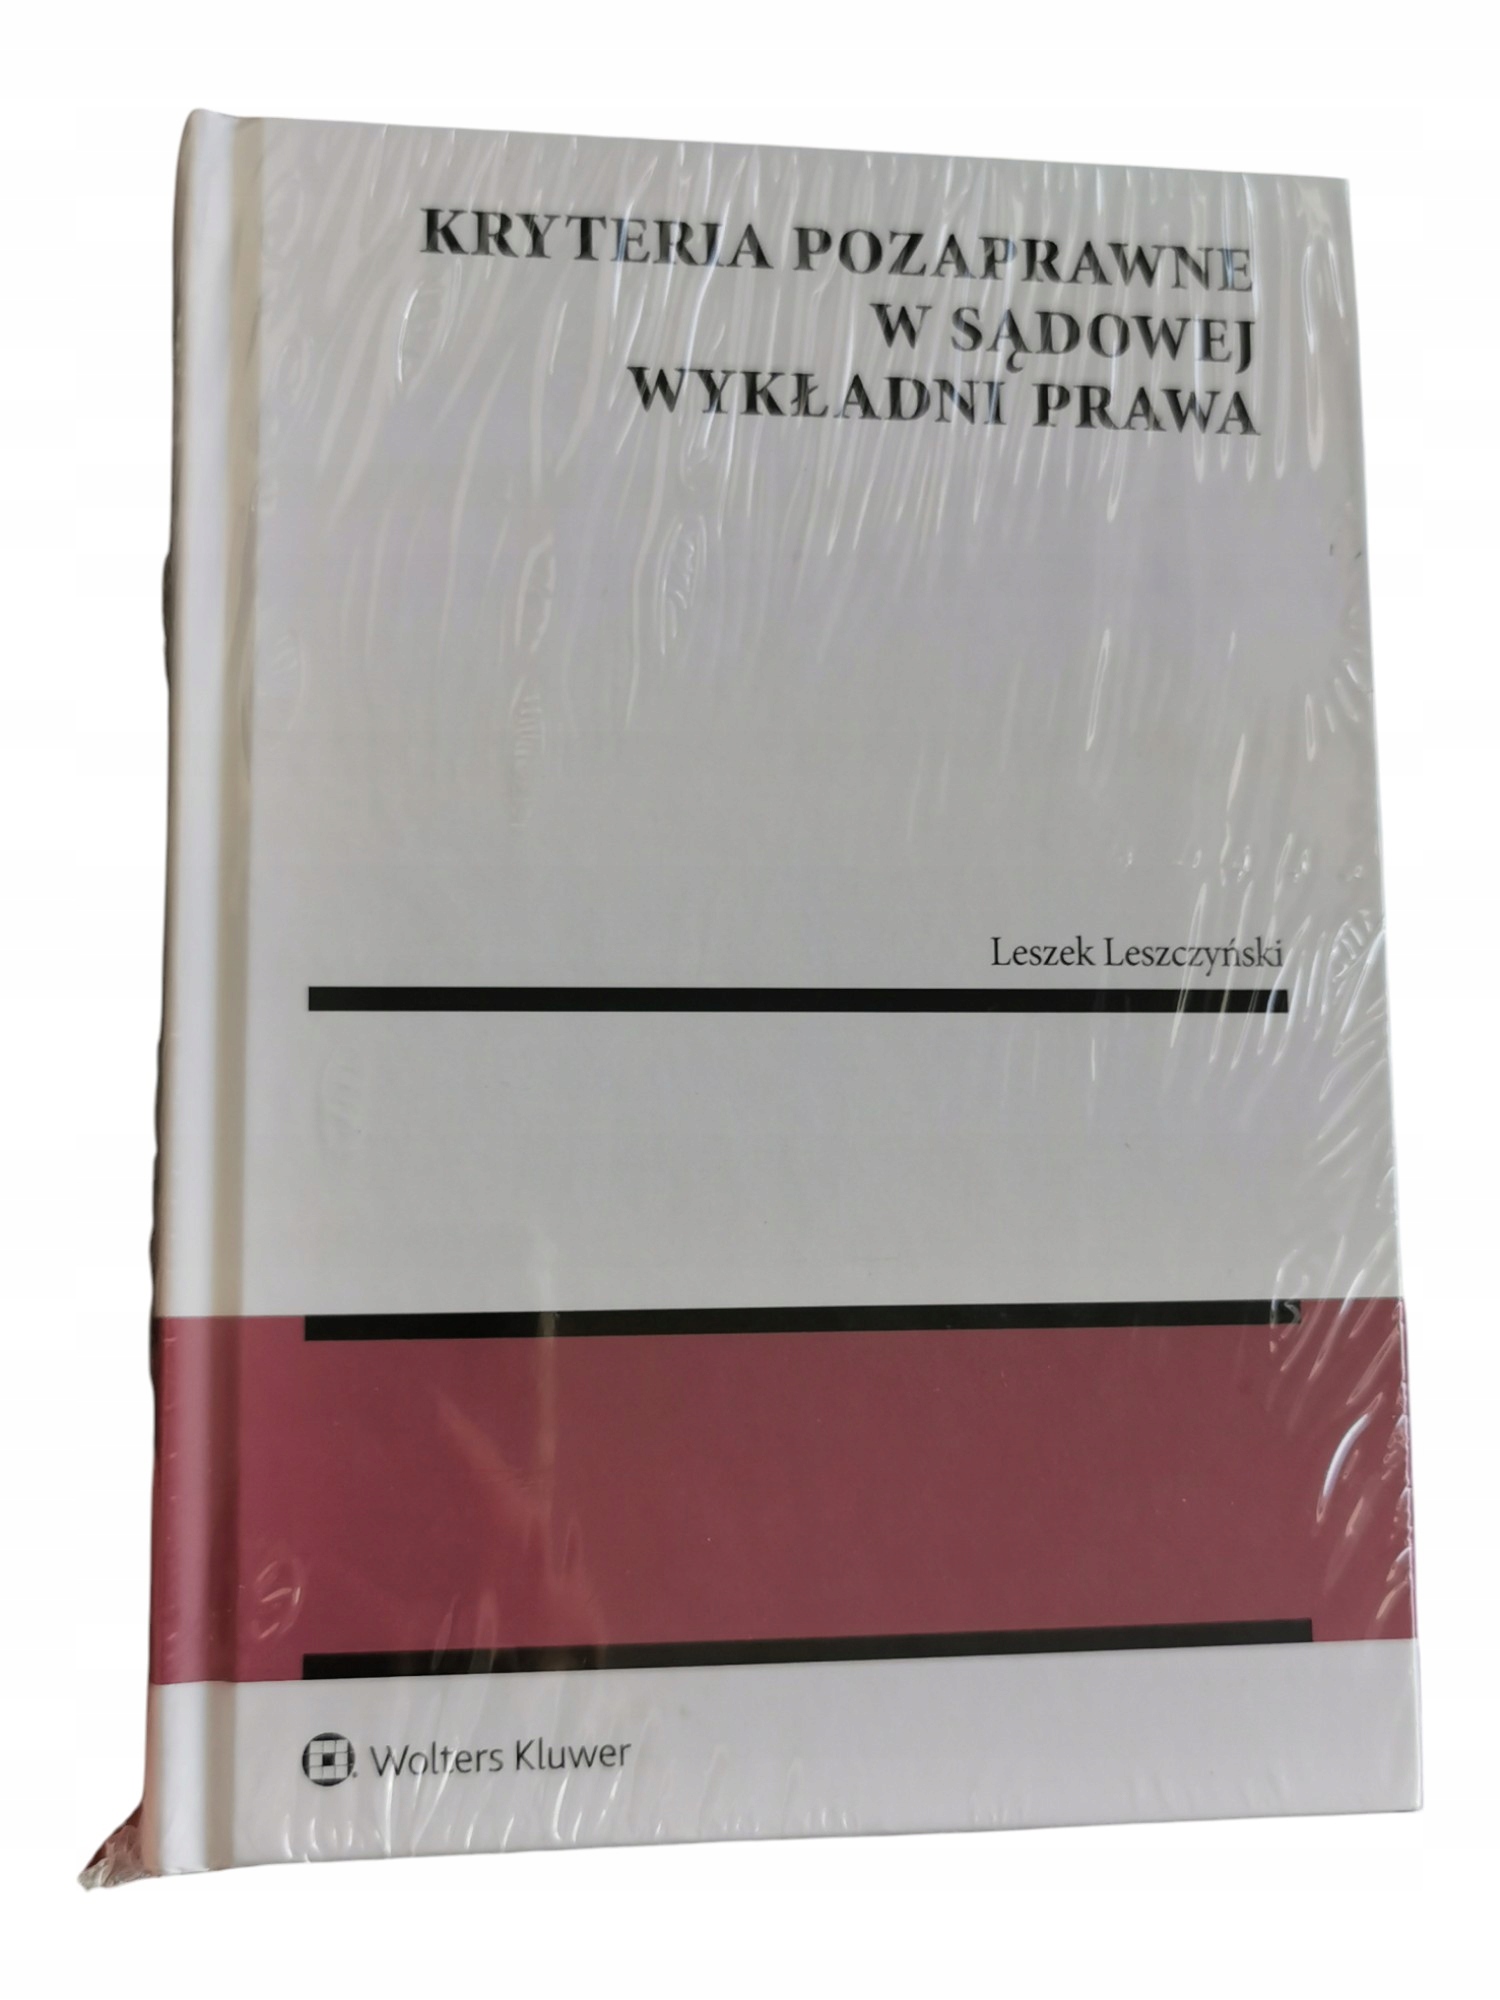 KRYTERIA POZAPRAWNE
W SĄDOWEJ
WYKŁADNI PRAWA
Leszek Leszczyński
Wolters Kluwer